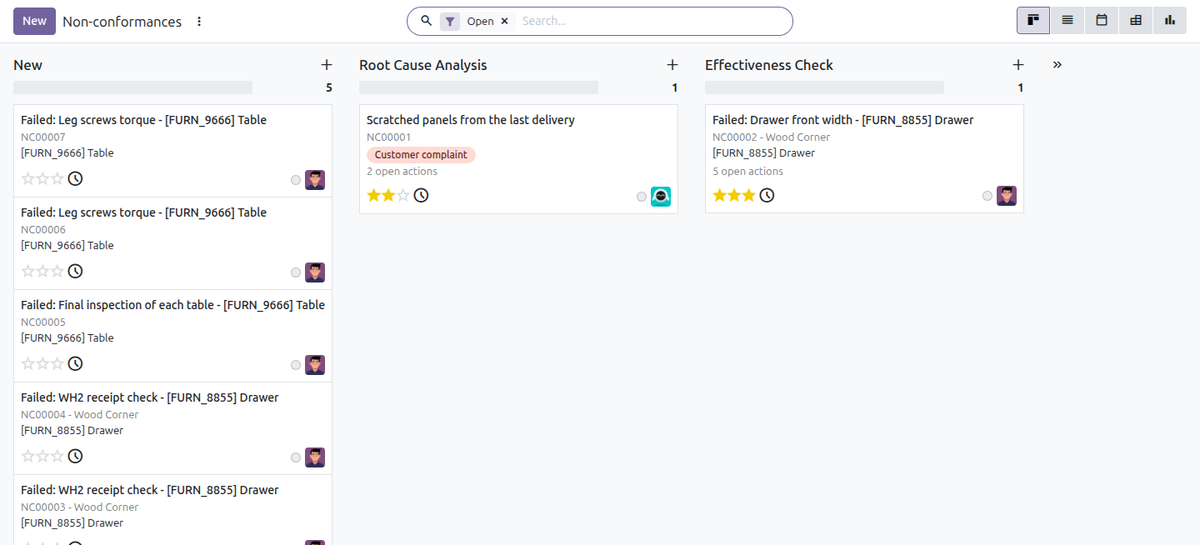 New
Non-conformances
Open
Search...
New
5
Failed: Leg screws torque - [FURN_9666] Table
NC00007
[FURN_9666] Table
Failed: Leg screws torque - [FURN_9666] Table
NC00006
[FURN_9666] Table
Failed: Final inspection of each table - [FURN_9666] Table
NC00005
[FURN_9666] Table
Failed: WH2 receipt check - [FURN_8855] Drawer
NC00004 - Wood Corner
[FURN_8855] Drawer
Failed: WH2 receipt check - [FURN_8855] Drawer
NC00003 - Wood Corner
[FURN_8855] Drawer
Root Cause Analysis
1
Scratched panels from the last delivery
NC00001
Customer complaint
2 open actions
Effectiveness Check
1
Failed: Drawer front width - [FURN_8855] Drawer
NC00002 - Wood Corner
[FURN_8855] Drawer
5 open actions